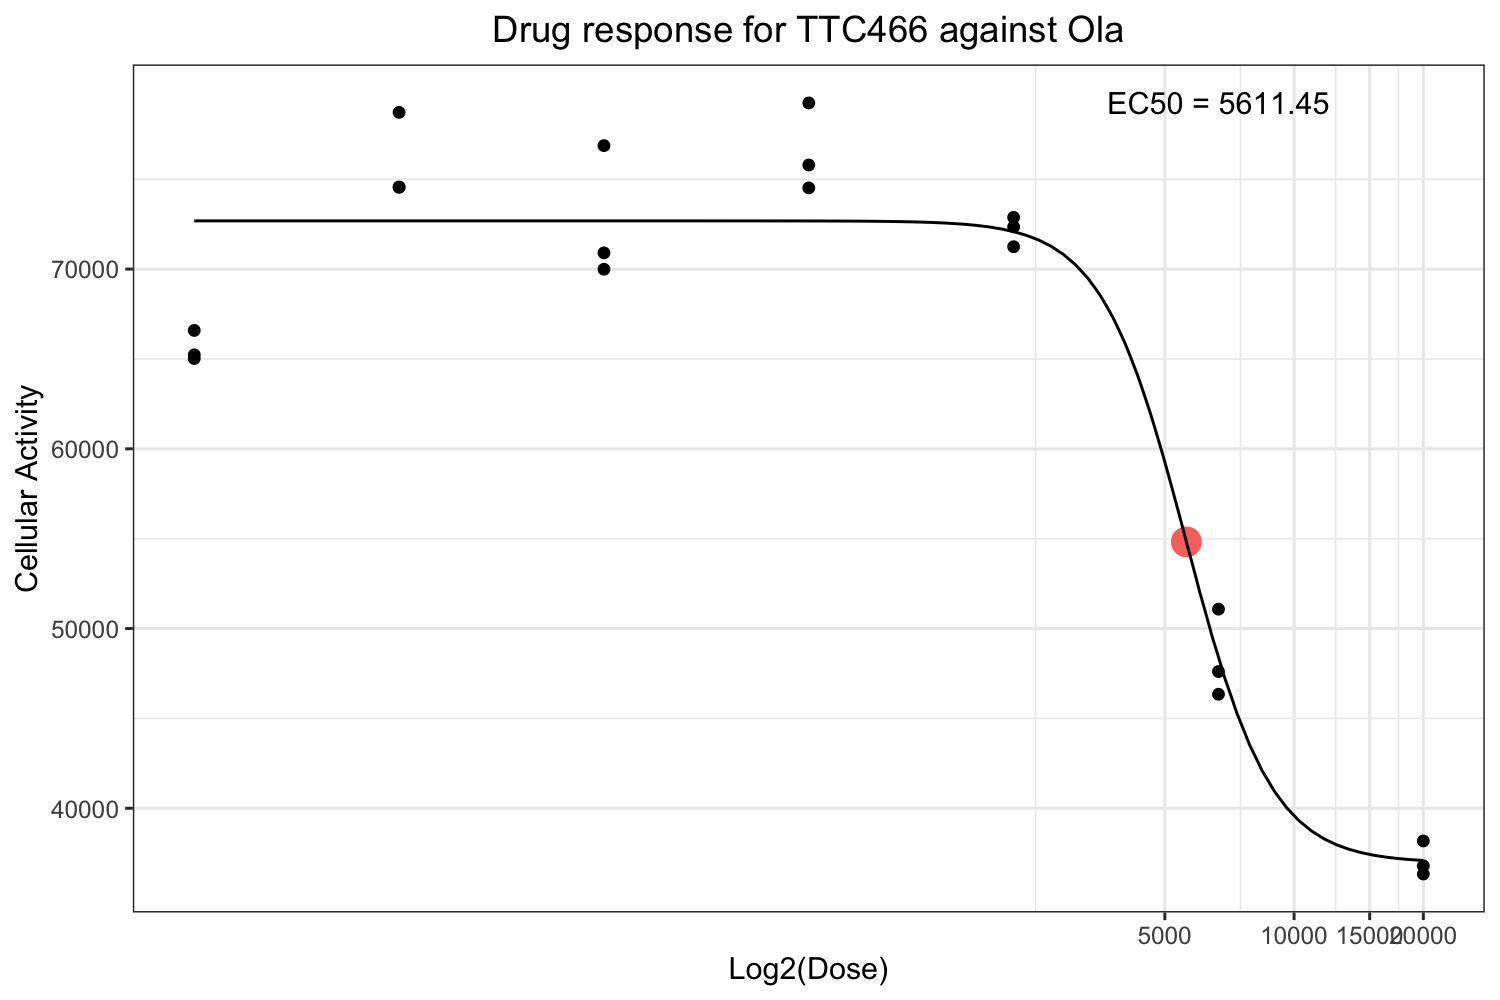 Drug response for TTC466 against Ola
EC50 = 5611.45
Cellular Activity
70000
60000
50000
40000
5000 10000 15000 20000
Log2(Dose)